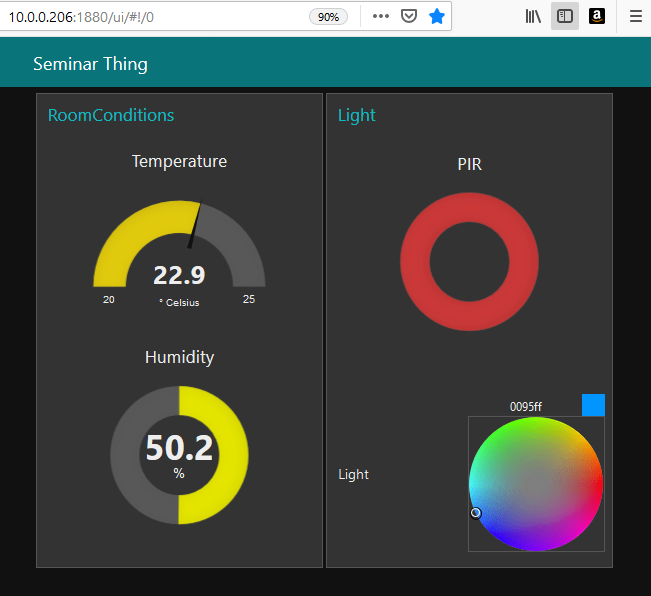 10.0.0.206:1880/ui/#!/0
90%
Seminar Thing
RoomConditions
Temperature
22.9
20
° Celsius
25
Humidity
50.2
%
Light
PIR
0095ff
Light